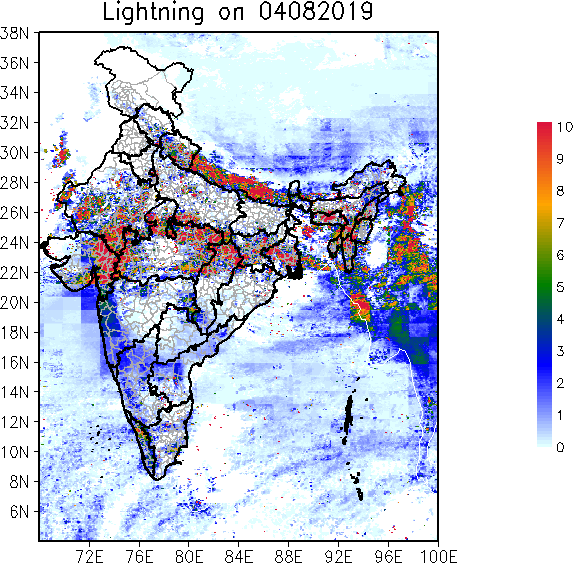 Lightning on 04082019
38N
36N
34N
32N
30N
28N
26N
24N
22N
20N
18N
16N
14N
12N
10N
8N
6N
72E 76E 80E 84E 88E 92E 96E 100E
10
9
8
7
6
5
4
3
2
1
0